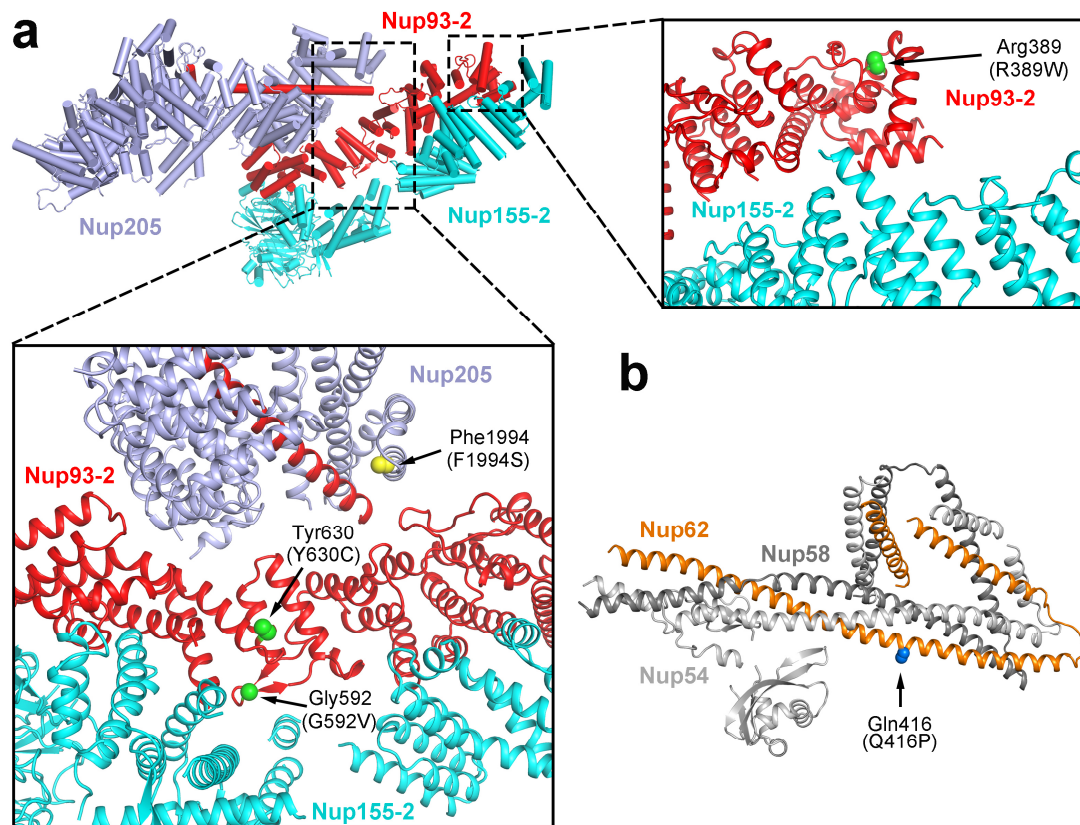 a
Nup93-2
Nup205
Nup155-2
Arg389
(R389W)
Nup93-2
Nup155-2
Nup205
Phe1994
(F1994S)
Nup93-2
Tyr630
(Y630C)
Gly592
(G592V)
Nup155-2
b
Nup62
Nup58
Nup54
Gln416
(Q416P)